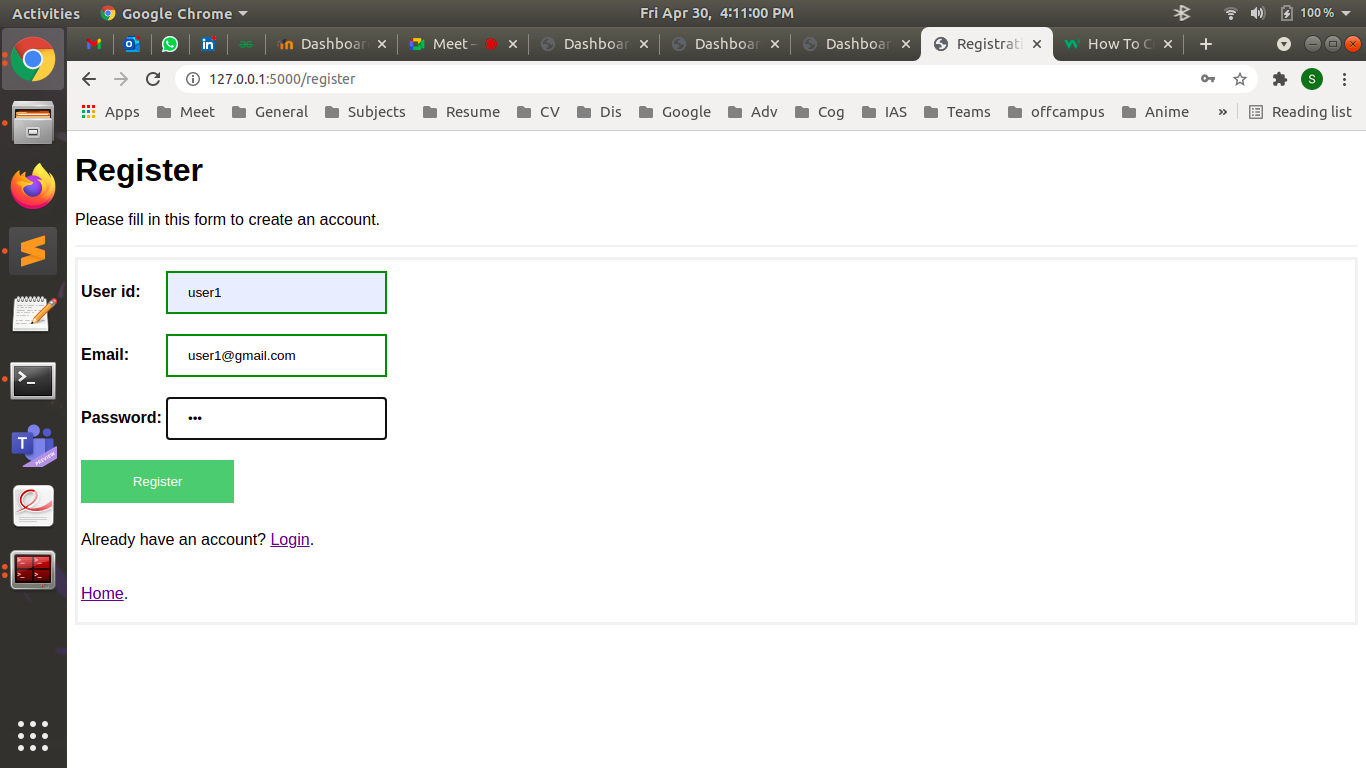 Activities Google Chrome Fri Apr 30, 4:11:00 PM 100%
Dashboar Meet – Dashboar Dashboar Dashboar Registrati How To C
127.0.0.1:5000/register S
Apps Meet General Subjects Resume CV Dis Google Adv Cog IAS Teams offcampus Anime » Reading list
Register
Please fill in this form to create an account.
User id: user1
Email: user1@gmail.com
Password: •••
Register
Already have an account? Login.
Home.